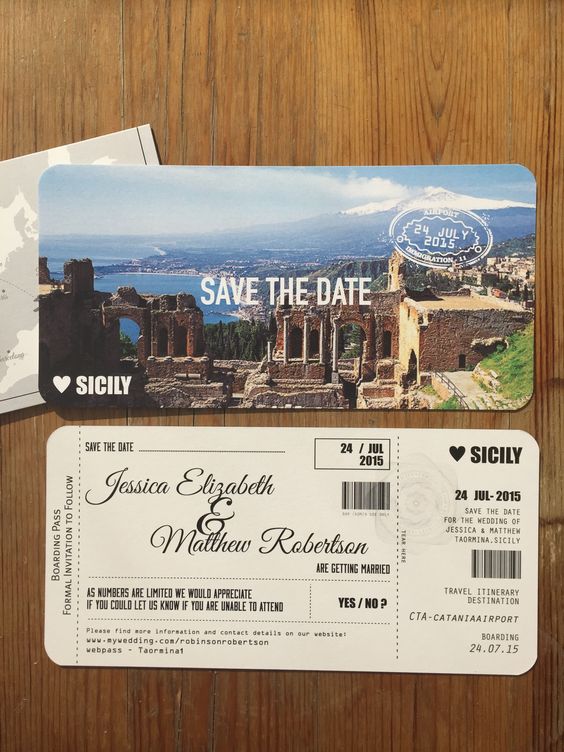 AIRPORT
24 JULY
2015
IMMIGRATION 11
SAVE THE DATE
♥ SICILY
Boarding Pass
Formal Invitation to Follow
SAVE THE DATE
24 / JUL
2015
Jessica Elizabeth
&
Matthew Robertson
ARE GETTING MARRIED
AS NUMBERS ARE LIMITED WE WOULD APPRECIATE
IF YOU COULD LET US KNOW IF YOU ARE UNABLE TO ATTEND
YES / NO ?
Please find more information and contact details on our website:
www.mywedding.com/robinsonrobertson
webpass - Taormina1
TEAR HERE
♥ SICILY
24 JUL- 2015
SAVE THE DATE
FOR THE WEDDING OF
JESSICA & MATTHEW
TAORMINA.SICILY
TRAVEL ITINERARY
DESTINATION
CTA-CATANIAAIRPORT
BOARDING
24.07.15